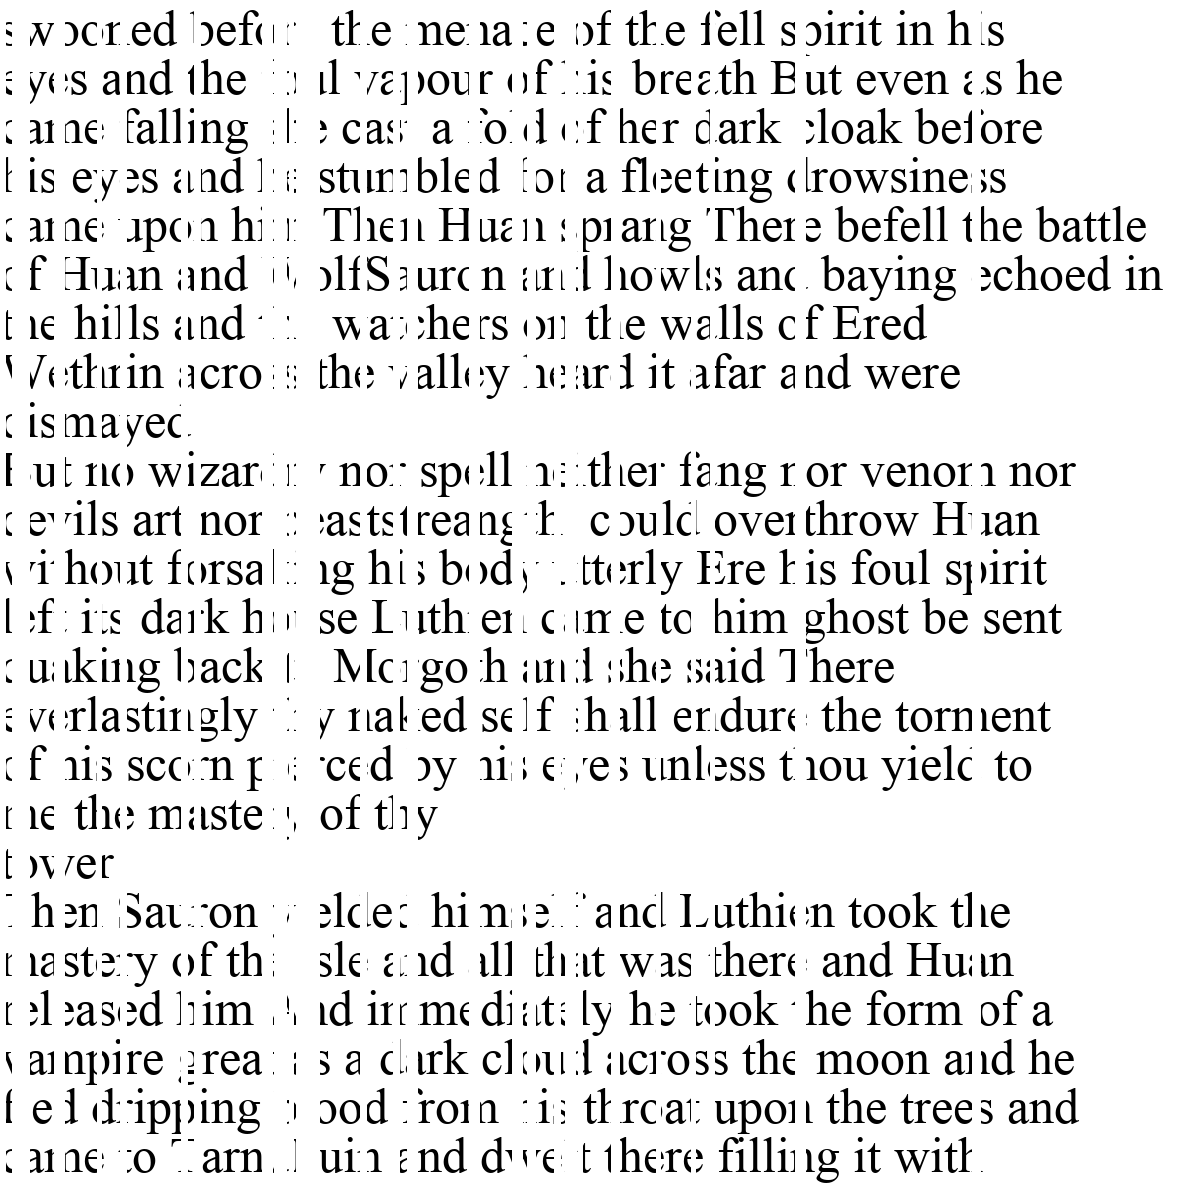 swooned before the menace of the fell spirit in his
eyes and the foul vapour of his breath But even as he
came falling she cast a fold of her dark cloak before
his eyes and he stumbled for a fleeting drowsiness
came upon him Then Huan sprang There befell the battle
of Huan and WolfSauron and howls and baying echoed in
the hills and the watchers on the walls of Ered
Wethrin across the valley heard it afar and were
dismayed
But no wizardry nor spell neither fang nor venom nor
devils art nor beaststreangth could overthrow Huan
without forsaking his body utterly Ere his foul spirit
left its dark house Luthien came to him ghost be sent
quaking back to Morgoth and she said There
everlastingly thy naked self shall endure the torment
of his scorn pierced by his eyes unless thou yield to
me the mastery of thy
tower
Then Sauron yielded himself and Luthien took the
mastery of the isle and all that was there and Huan
released him And immediately he took the form of a
vampire great as a dark cloud across the moon and he
fled dripping blood from his throat upon the trees and
came to Tarn Fuin and dwelt there filling it with